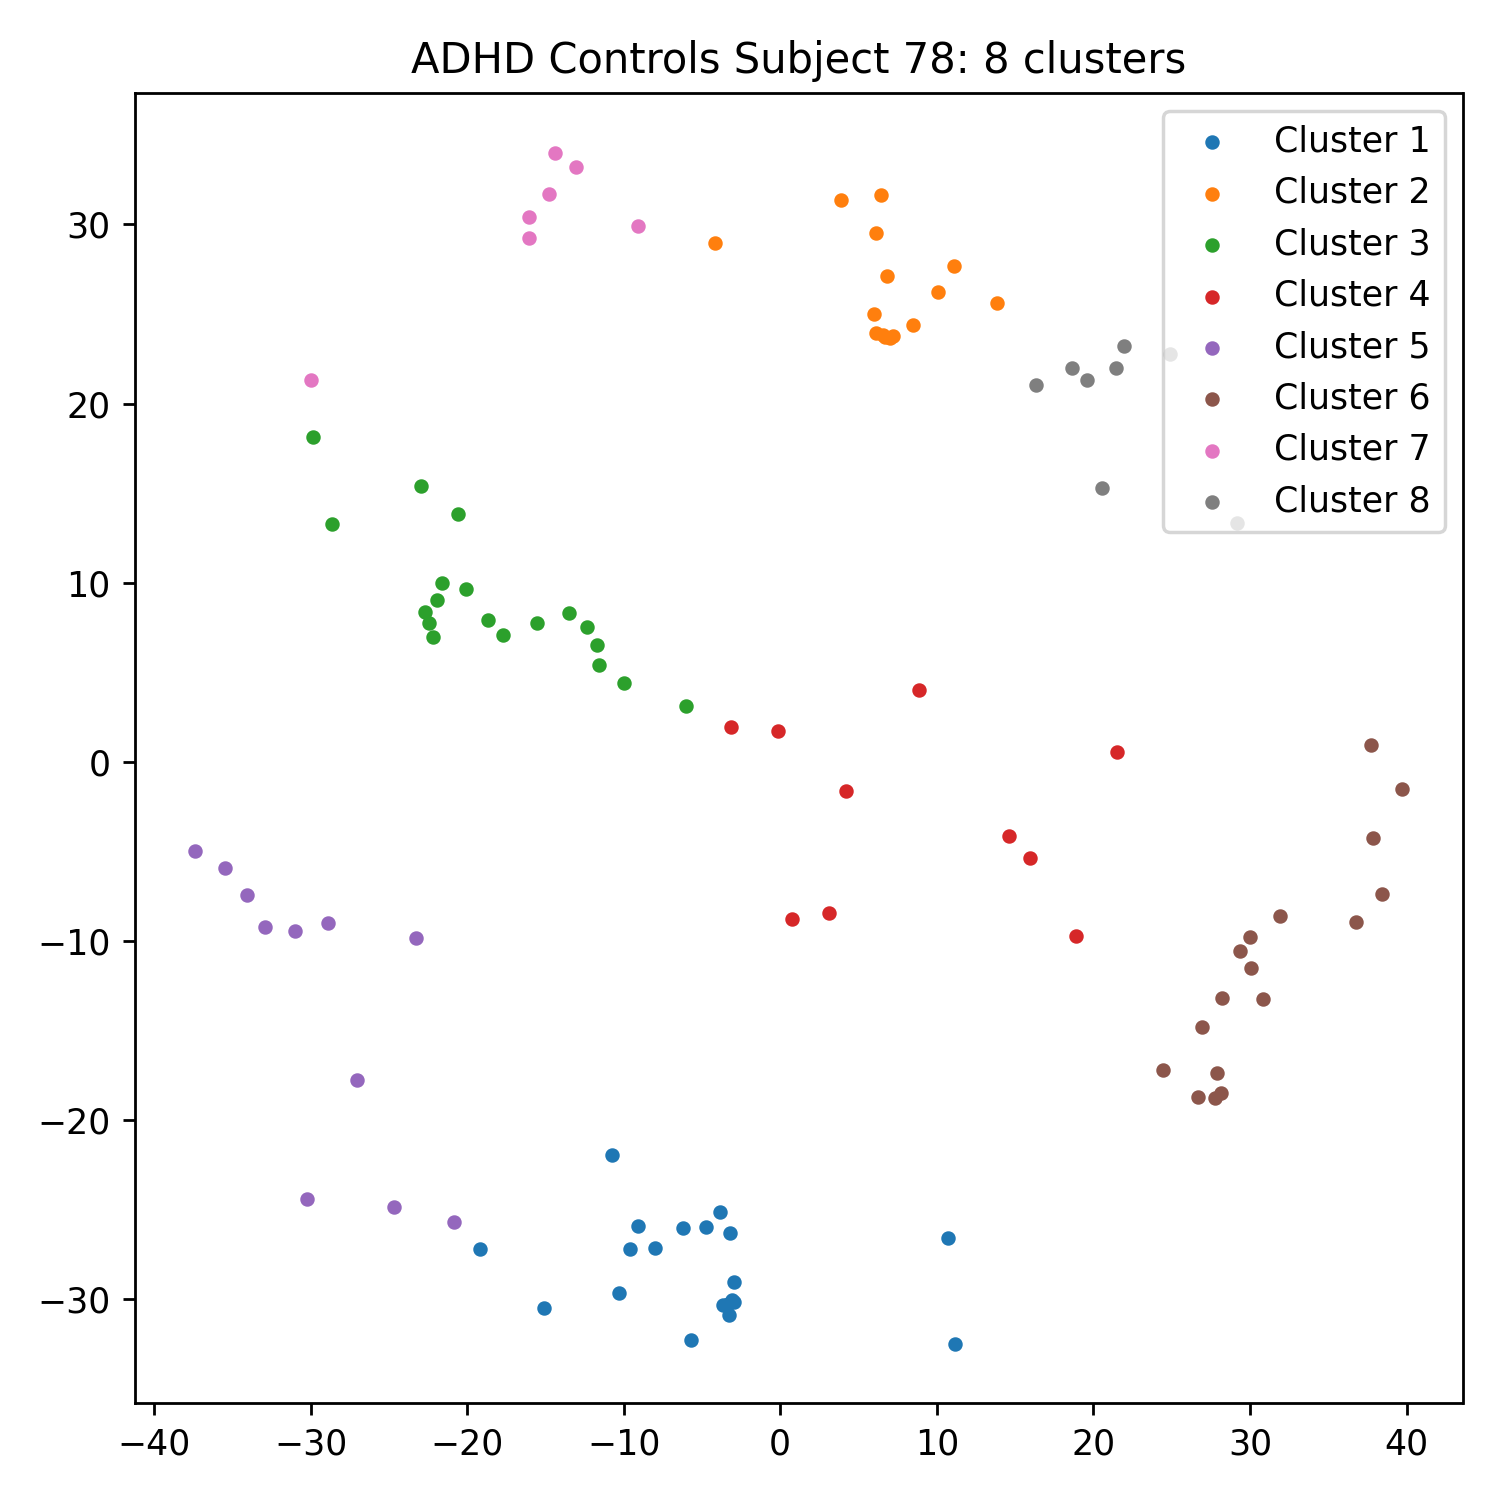 ADHD Controls Subject 78: 8 clusters
Cluster 1
Cluster 2
Cluster 3
Cluster 4
Cluster 5
Cluster 6
Cluster 7
Cluster 8
30
20
10
0
−10
−20
−30
−40 −30 −20 −10 0 10 20 30 40